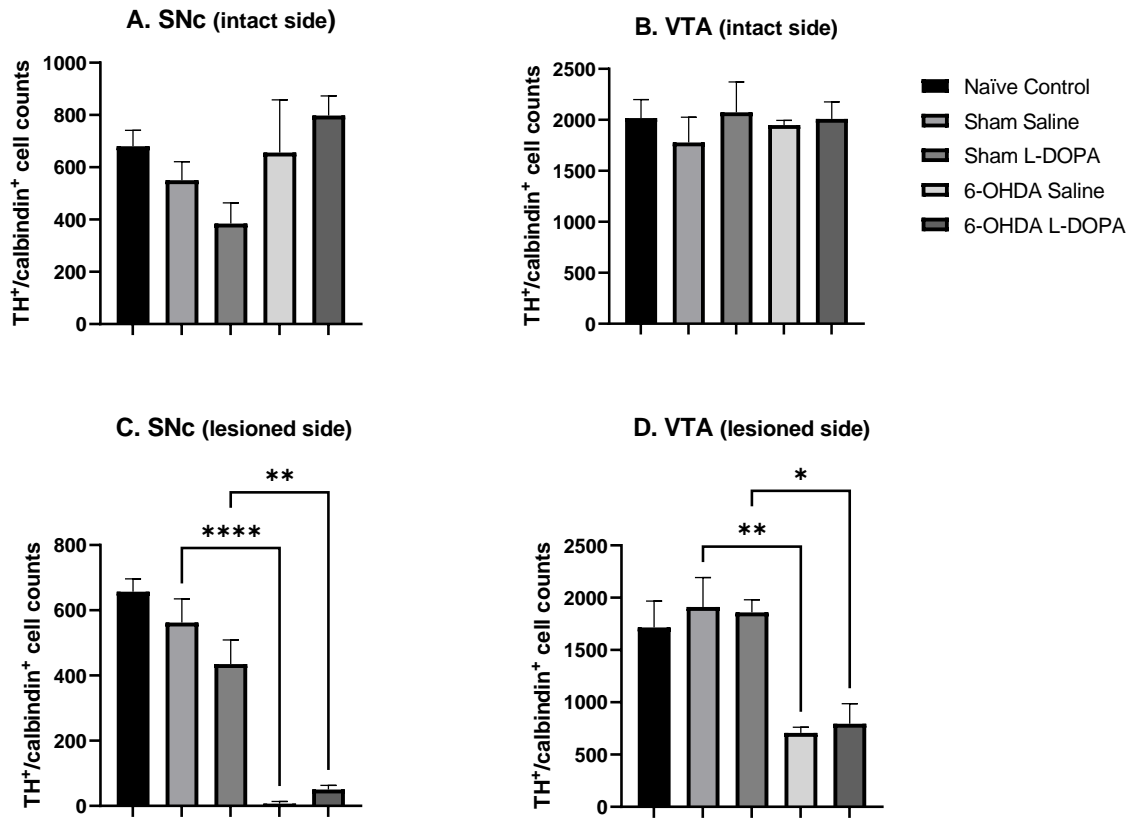 A. SNc (intact side)
TH⁺/calbindin⁺ cell counts
1000
800
600
400
200
0
B. VTA (intact side)
TH⁺/calbindin⁺ cell counts
2500
2000
1500
1000
500
0
Naïve Control
Sham Saline
Sham L-DOPA
6-OHDA Saline
6-OHDA L-DOPA
C. SNc (lesioned side)
**
****
TH⁺/calbindin⁺ cell counts
800
600
400
200
0
D. VTA (lesioned side)
*
**
TH⁺/calbindin⁺ cell counts
2500
2000
1500
1000
500
0